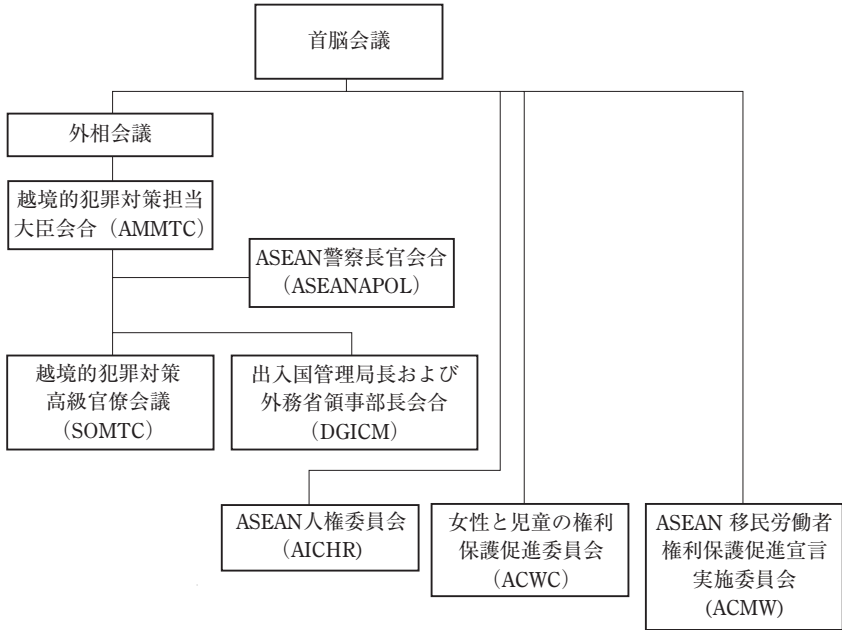 首脳会議
外相会議
越境的犯罪対策担当
大臣会合（AMMTC）
ASEAN警察長官会合
（ASEANAPOL）
越境的犯罪対策
高級官僚会議
（SOMTC）
出入国管理局長および
外務省領事部長会合
（DGICM）
ASEAN人権委員会
（AICHR)
女性と児童の権利
保護促進委員会
（ACWC）
ASEAN 移民労働者
権利保護促進宣言
実施委員会
(ACMW)